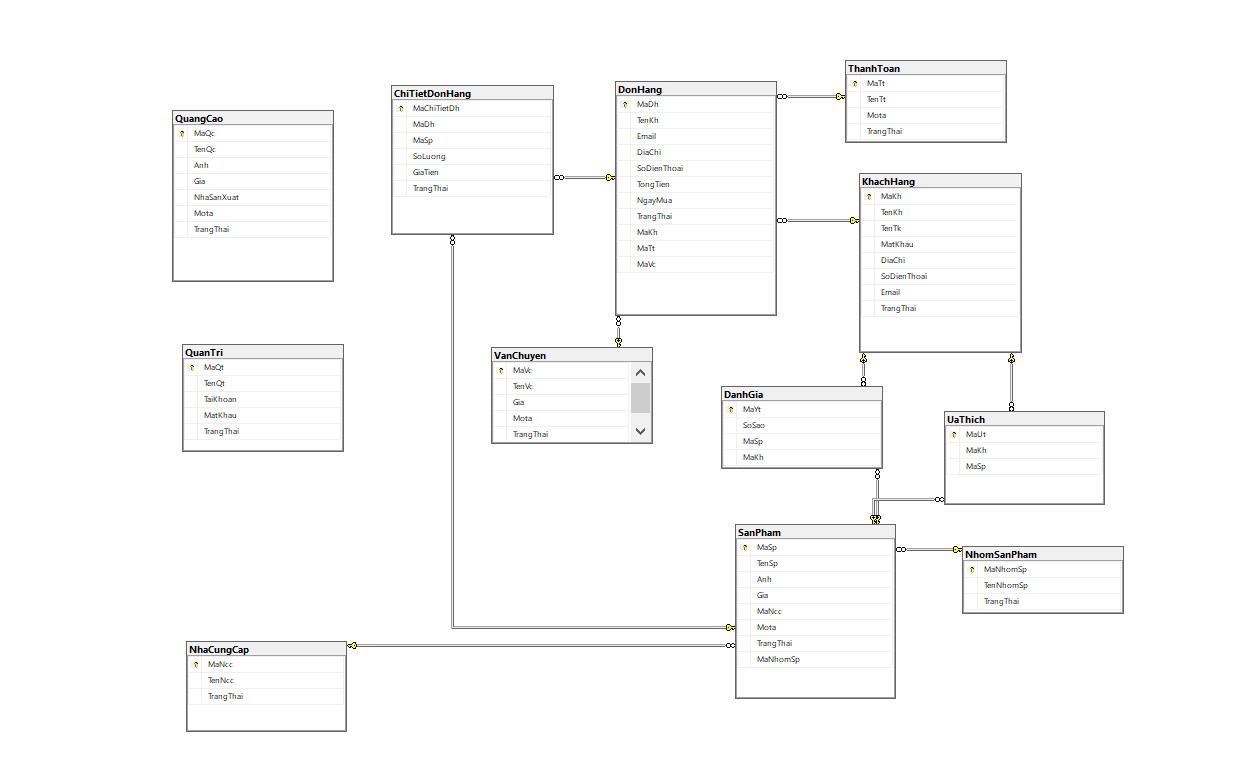 QuangCao
MaQc
TenQc
Anh
Gia
NhaSanXuat
Mota
TrangThai
ChiTietDonHang
MaChiTietDh
MaDh
MaSp
SoLuong
GiaTien
TrangThai
DonHang
MaDh
TenKh
Email
DiaChi
SoDienThoai
TongTien
NgayMua
TrangThai
MaKh
MaTt
MaVc
ThanhToan
MaTt
TenTt
Mota
TrangThai
KhachHang
MaKh
TenKh
TenTk
MatKhau
DiaChi
SoDienThoai
Email
TrangThai
QuanTri
MaQt
TenQt
TaiKhoan
MatKhau
TrangThai
VanChuyen
MaVc
TenVc
Gia
Mota
TrangThai
DanhGia
MaYt
SoSao
MaSp
MaKh
UaThich
MaUt
MaKh
MaSp
SanPham
MaSp
TenSp
Anh
Gia
MaNcc
Mota
TrangThai
MaNhomSp
NhomSanPham
MaNhomSp
TenNhomSp
TrangThai
NhaCungCap
MaNcc
TenNcc
TrangThai